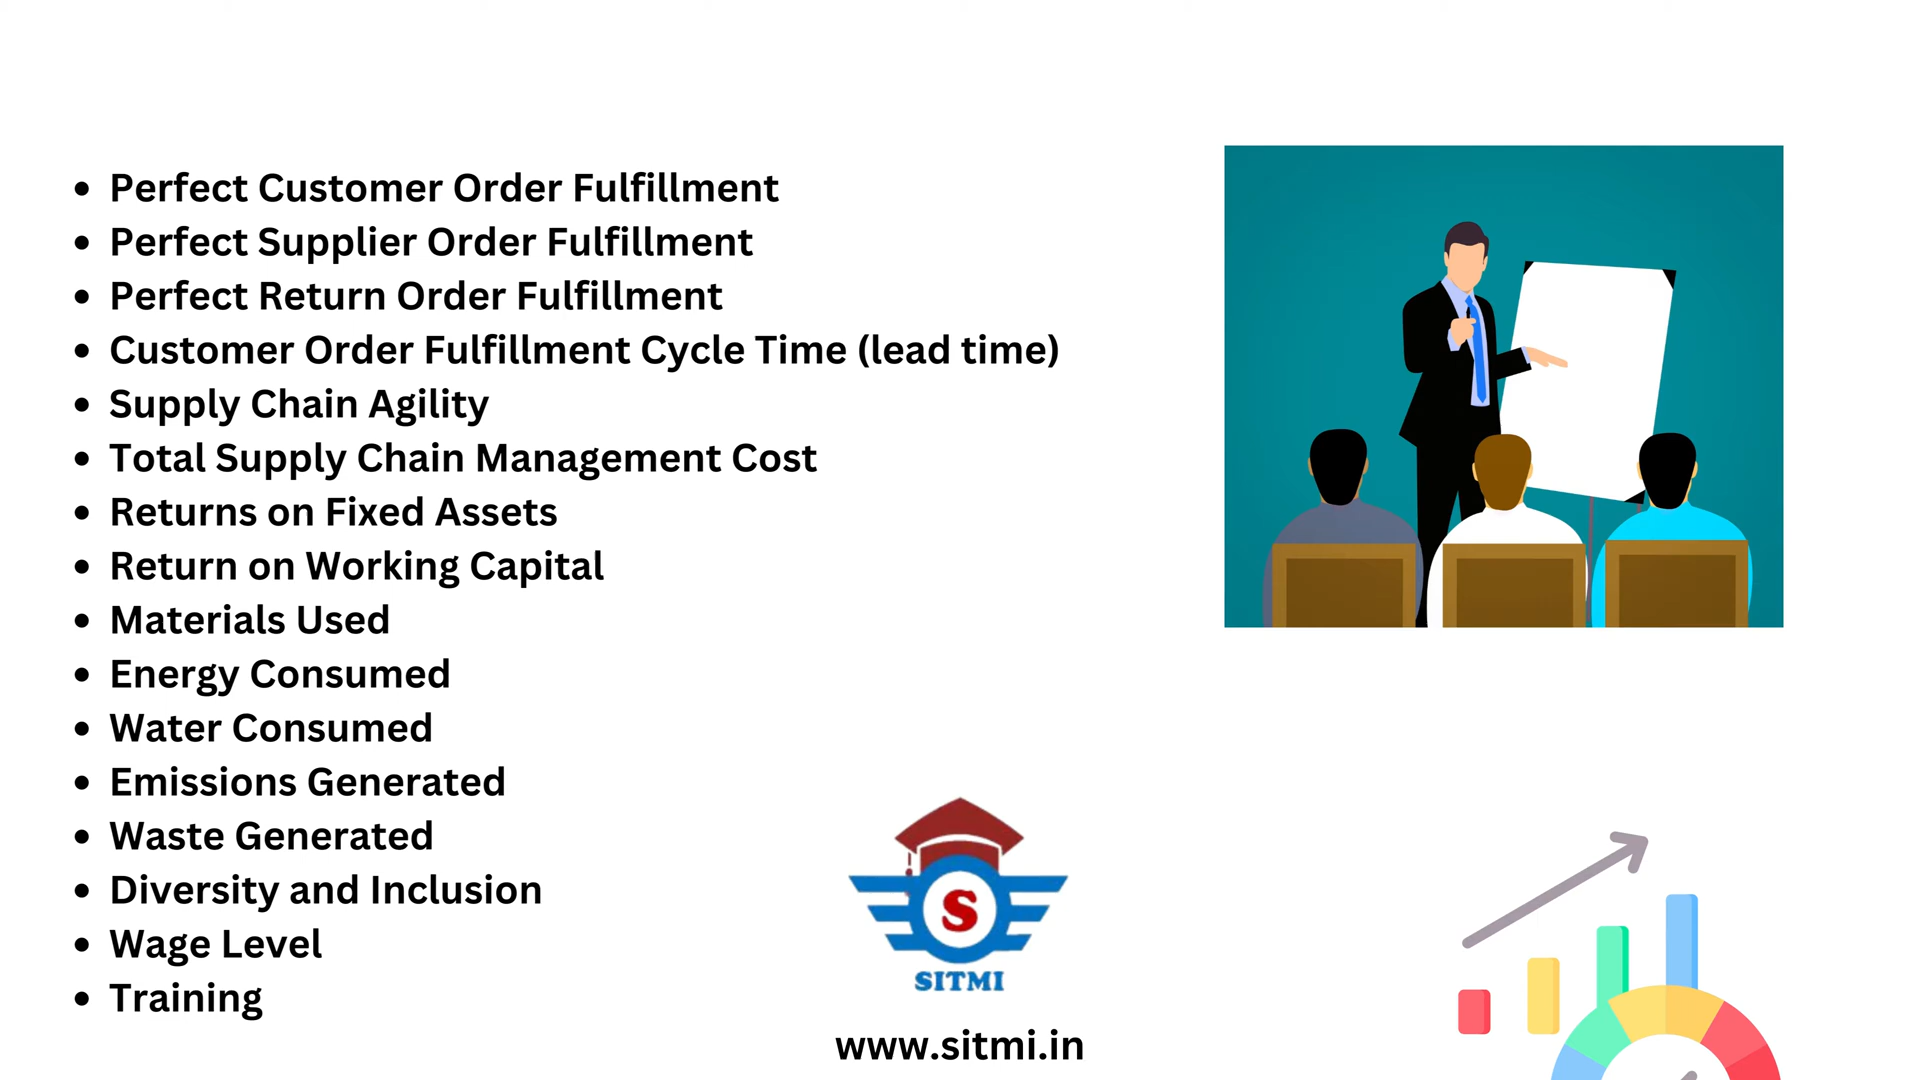 • Perfect Customer Order Fulfillment
• Perfect Supplier Order Fulfillment
• Perfect Return Order Fulfillment
• Customer Order Fulfillment Cycle Time (lead time)
• Supply Chain Agility
• Total Supply Chain Management Cost
• Returns on Fixed Assets
• Return on Working Capital
• Materials Used
• Energy Consumed
• Water Consumed
• Emissions Generated
• Waste Generated
• Diversity and Inclusion
• Wage Level
• Training
S
SITMI
www.sitmi.in